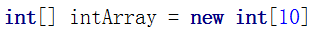 int[] intArray = new int[10]